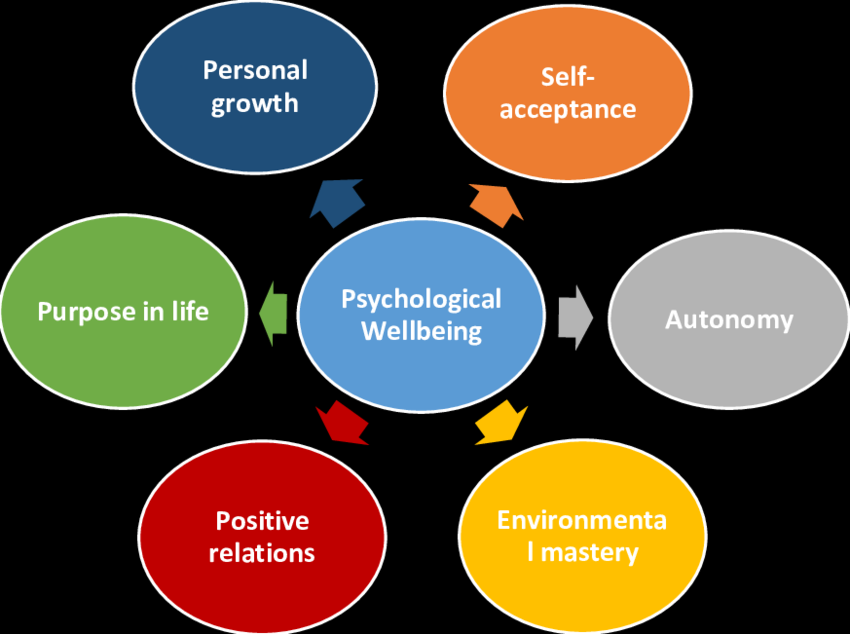 Personal
growth
Self-
acceptance
Psychological
Wellbeing
Purpose in life
Autonomy
Positive
relations
Environmenta
l mastery